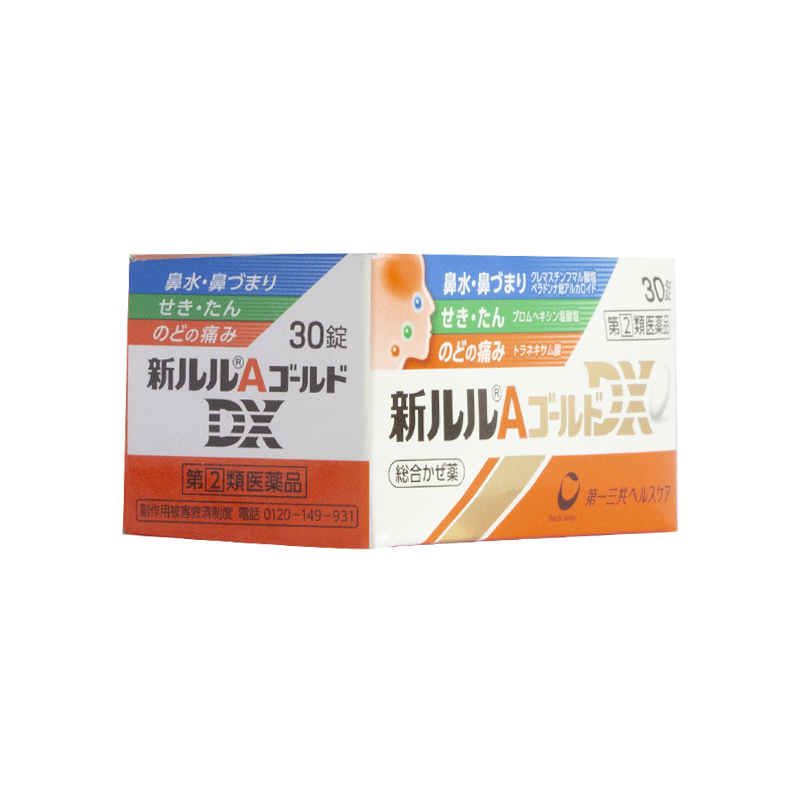 鼻水・鼻づまり
せき・たん
のどの痛み
30錠
新ルル®Aゴールド
DX
第②類医薬品
副作用被害救済制度 電話 0120-149-931
鼻水・鼻づまり クレマスチンフマル酸塩
ベラドンナ総アルカロイド
せき・たん ブロムヘキシン塩酸塩
のどの痛み トラネキサム酸
30錠
第②類医薬品
新ルル®AゴールドDX
総合かぜ薬
Daiichi-Sankyo
第一三共ヘルスケア